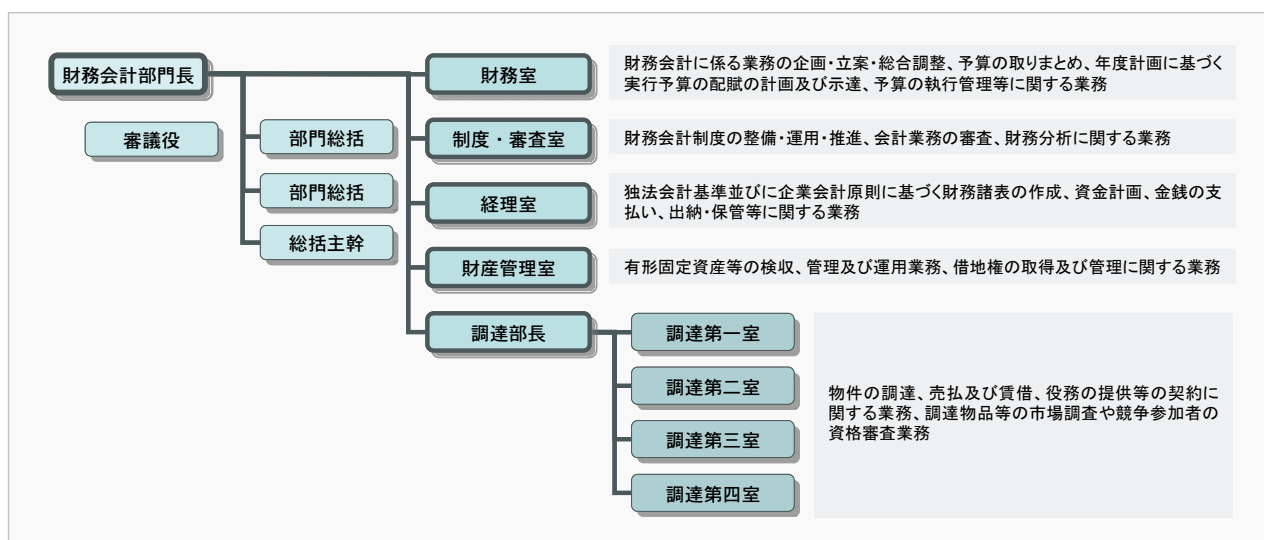 財務会計部門長
審議役
部門総括
部門総括
総括主幹
財務室
財務会計に係る業務の企画・立案・総合調整、予算の取りまとめ、年度計画に基づく
実行予算の配賦の計画及び示達、予算の執行管理等に関する業務
制度・審査室
財務会計制度の整備・運用・推進、会計業務の審査、財務分析に関する業務
経理室
独法会計基準並びに企業会計原則に基づく財務諸表の作成、資金計画、金銭の支
払い、出納・保管等に関する業務
財産管理室
有形固定資産等の検収、管理及び運用業務、借地権の取得及び管理に関する業務
調達部長
調達第一室
調達第二室
調達第三室
調達第四室
物件の調達、売払及び賃借、役務の提供等の契約に
関する業務、調達物品等の市場調査や競争参加者の
資格審査業務